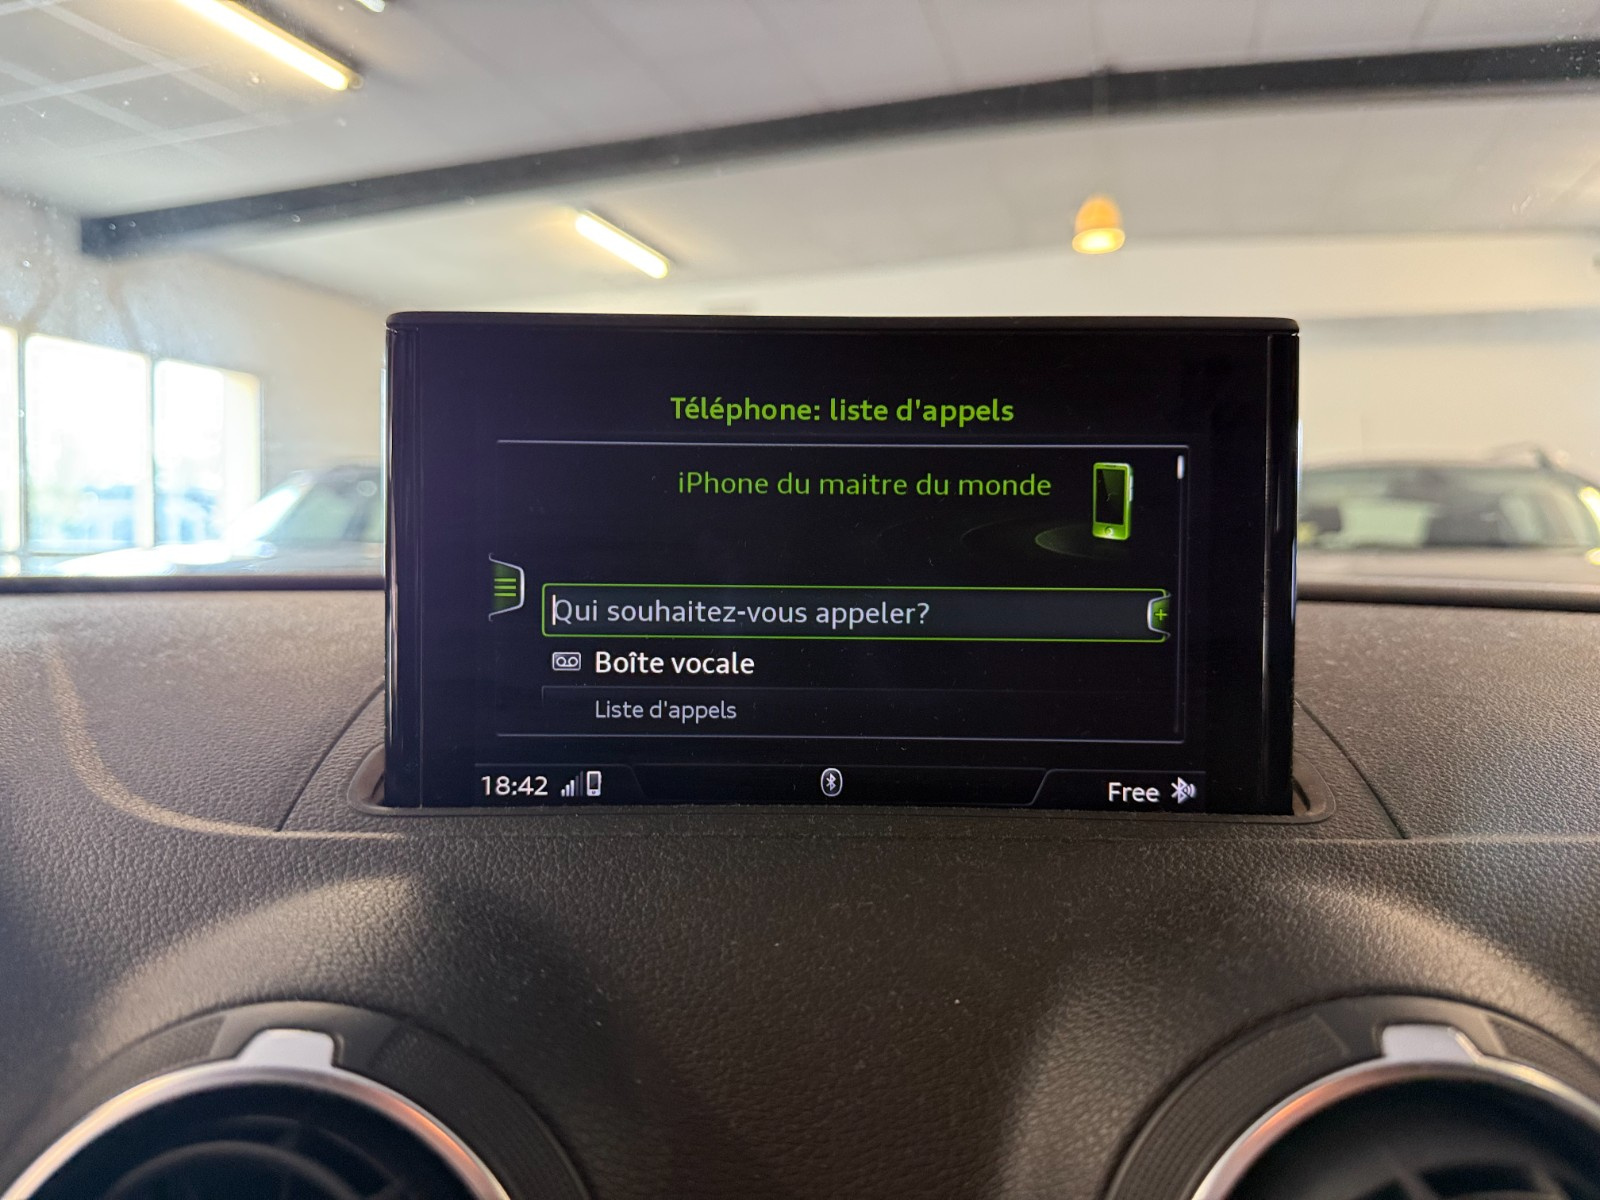 Téléphone: liste d'appels
iPhone du maitre du monde
Qui souhaitez-vous appeler?
Boîte vocale
Liste d'appels
18:42
Free